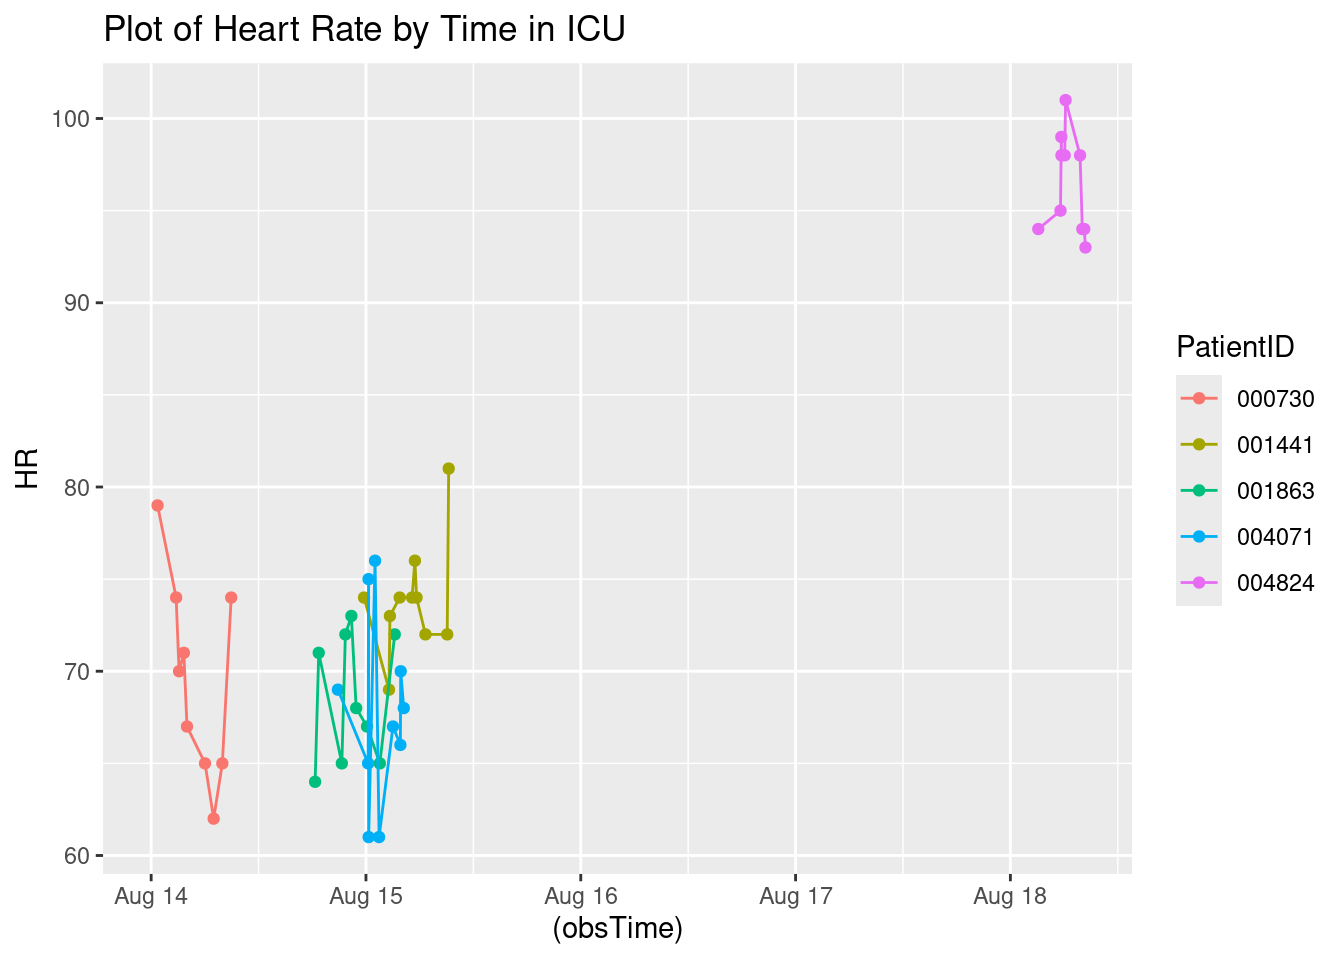 Plot of Heart Rate by Time in ICU
100
90
80
70
60
HR
Aug 14
Aug 15
Aug 16
Aug 17
Aug 18
(obsTime)
PatientID
000730
001441
001863
004071
004824